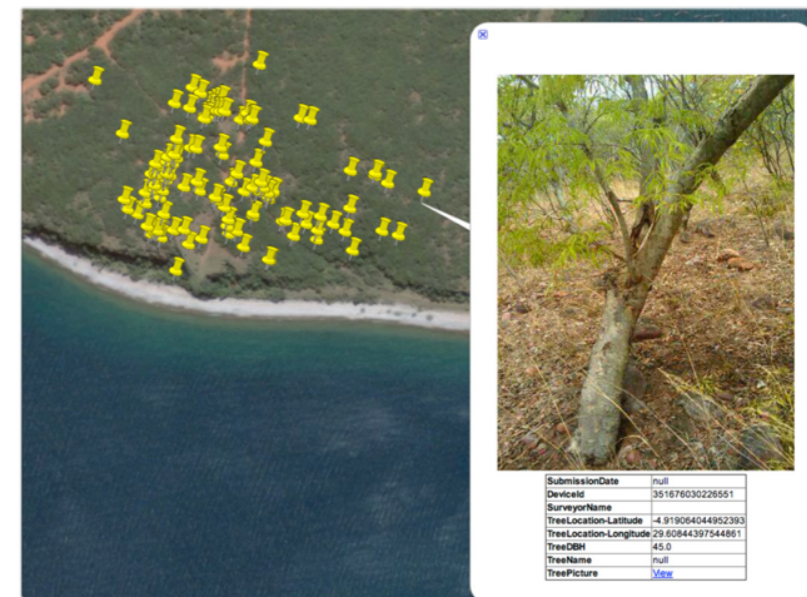 SubmissionDate null
DeviceId 351676030226551
SurveyorName
TreeLocation-Latitude -4.919064044952393
TreeLocation-Longitude 29.60844397544861
TreeDBH 45.0
TreeName null
TreePicture View